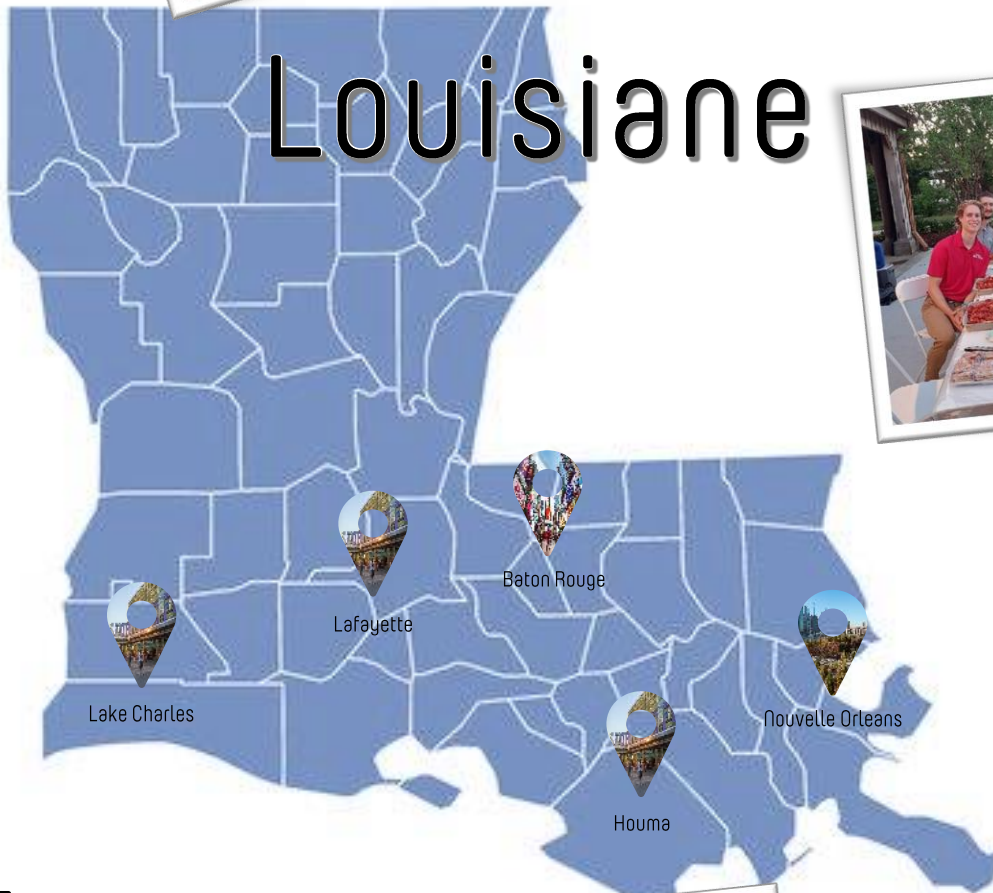 Louisiane
Baton Rouge
Lafayette
Lake Charles
Nouvelle Orleans
Houma